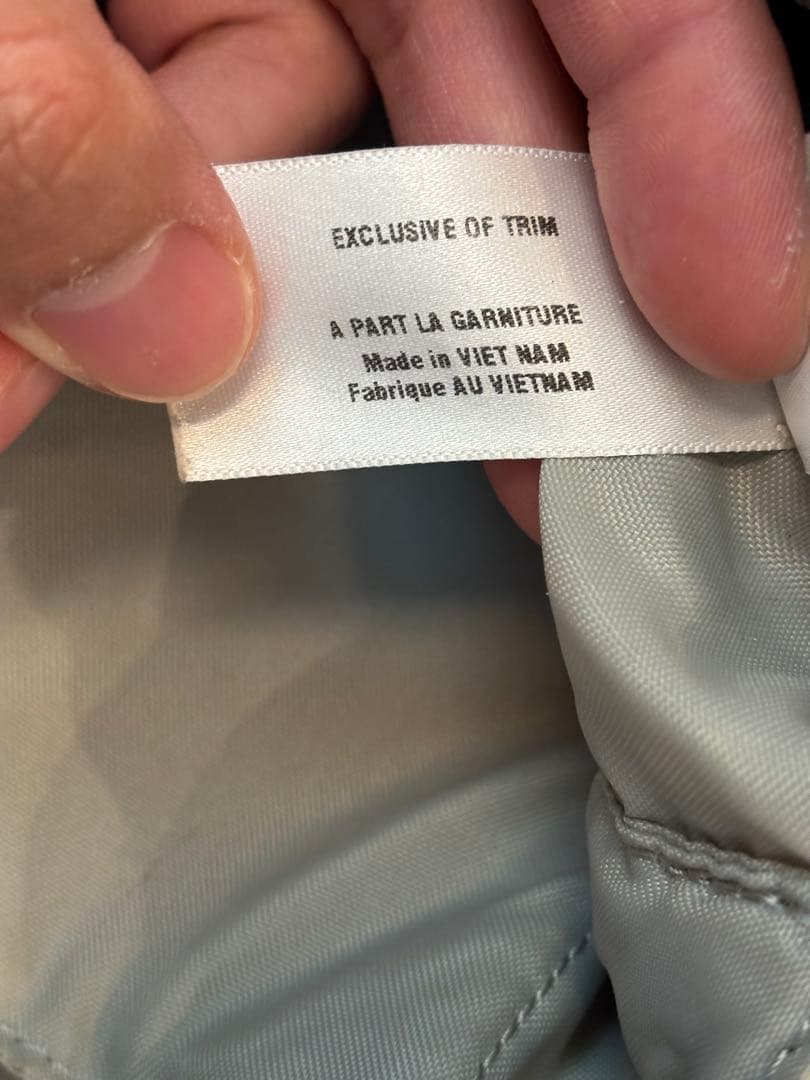 EXCLUSIVE OF TRIM
A PART LA GARNITURE
Made in VIET NAM
Fabrique AU VIETNAM